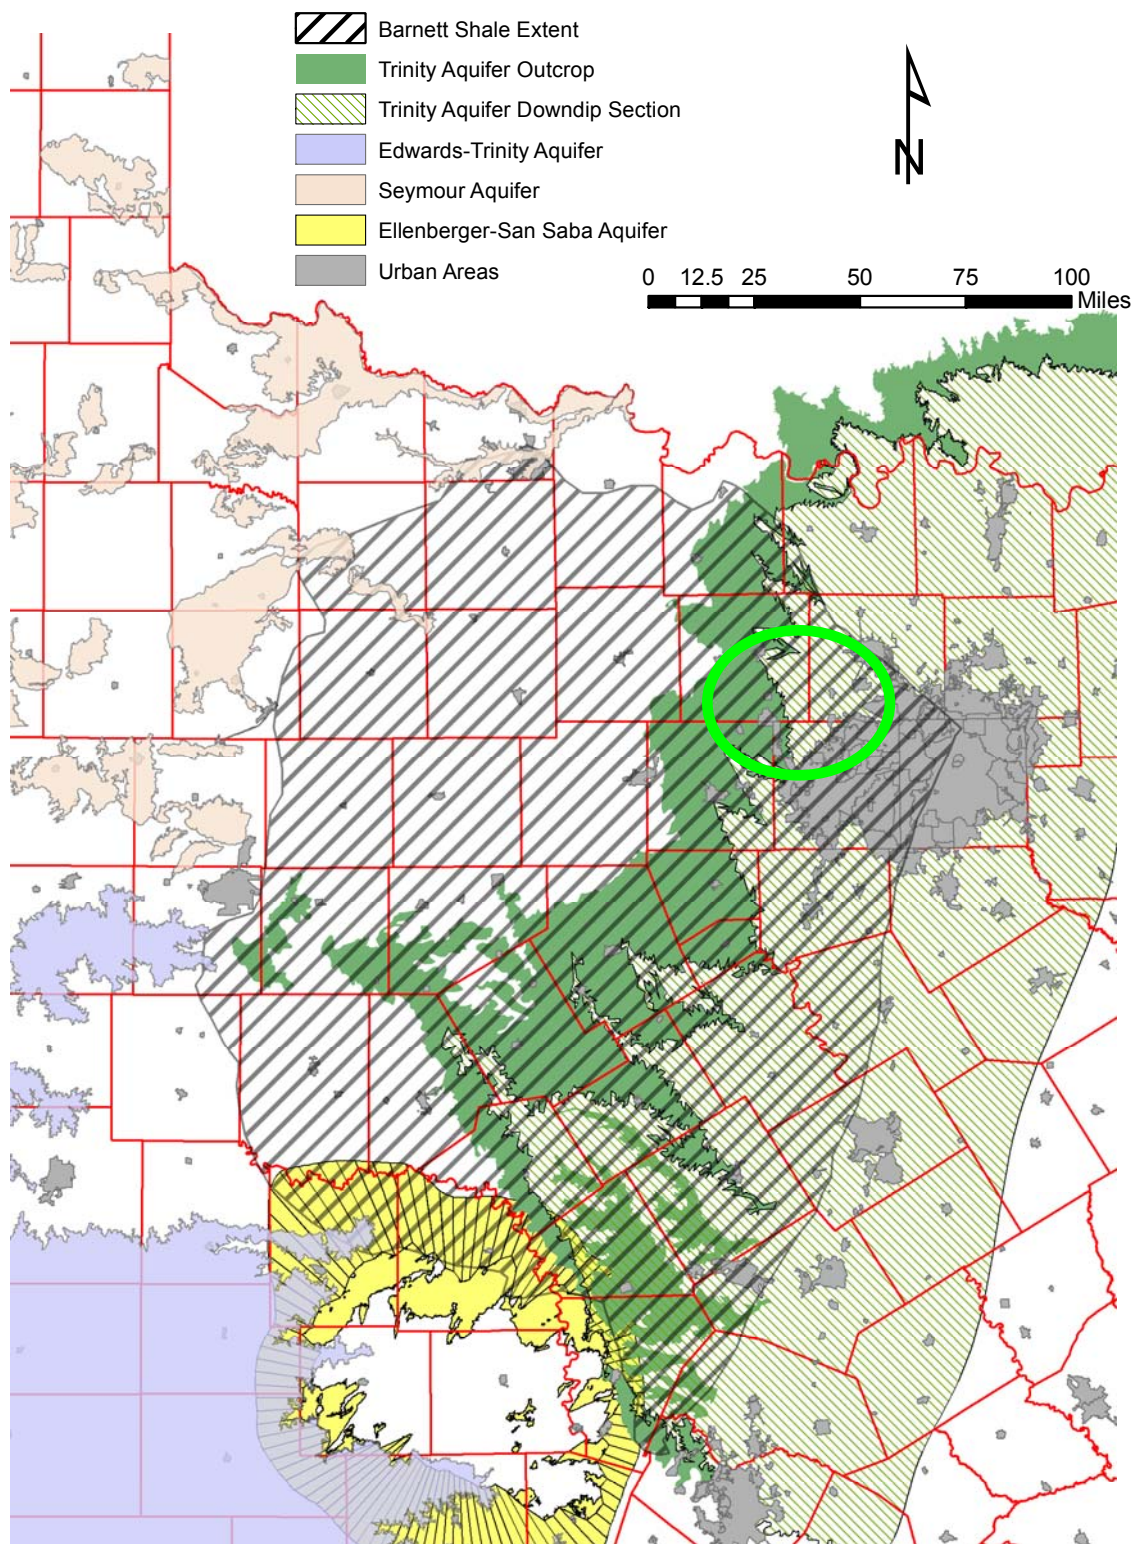 Barnett Shale Extent
Trinity Aquifer Outcrop
Trinity Aquifer Downdip Section
Edwards-Trinity Aquifer
Seymour Aquifer
Ellenberger-San Saba Aquifer
Urban Areas
N
0 12.5 25 50 75 100
Miles